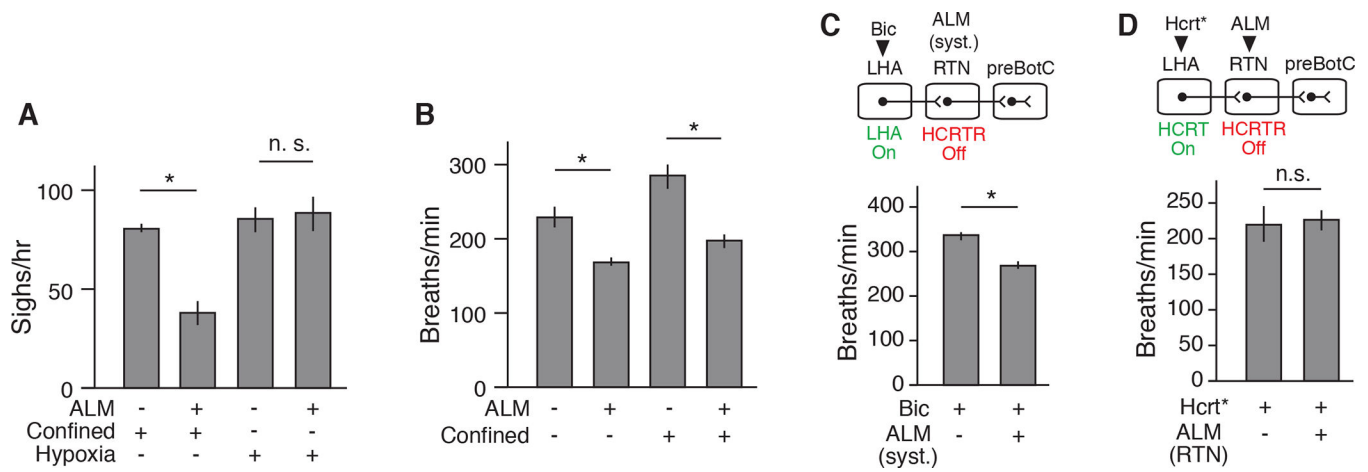 A
Sighs/hr
100
50
0
*
n. s.
ALM - + - +
Confined + + - -
Hypoxia - - + +
B
Breaths/min
300
200
100
0
*
*
ALM - + - +
Confined - - + +
C
Bic
ALM
(syst.)
LHA RTN preBotC
LHA
On
HCRTR
Off
Breaths/min
400
300
300
100
0
*
Bic + +
ALM - +
(syst.)
D
Hcrt* ALM
LHA RTN preBotC
HCRT
On
HCRTR
Off
Breaths/min
250
200
150
100
50
0
n.s.
Hcrt* + +
ALM - +
(RTN)